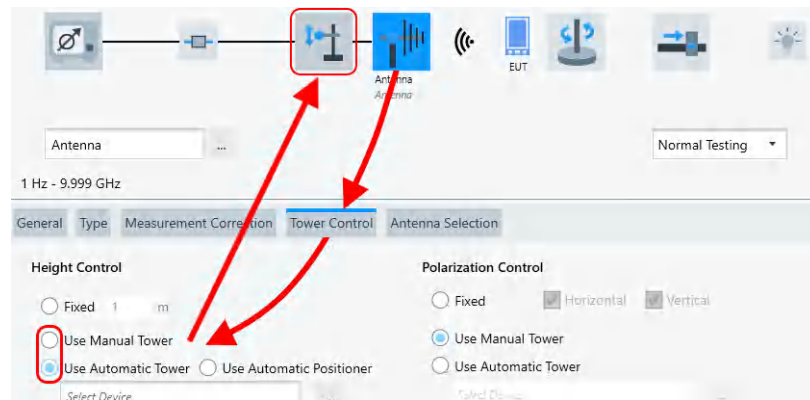 EUT
Antenna
Antenna
Antenna
...
Normal Testing
1 Hz - 9.999 GHz
General Type Measurement Correction Tower Control Antenna Selection
Height Control
Polarization Control
Fixed 1 m
Fixed Horizontal Vertical
Use Manual Tower
Use Manual Tower
Use Automatic Tower Use Automatic Positioner
Use Automatic Tower
Select Device
Select Device